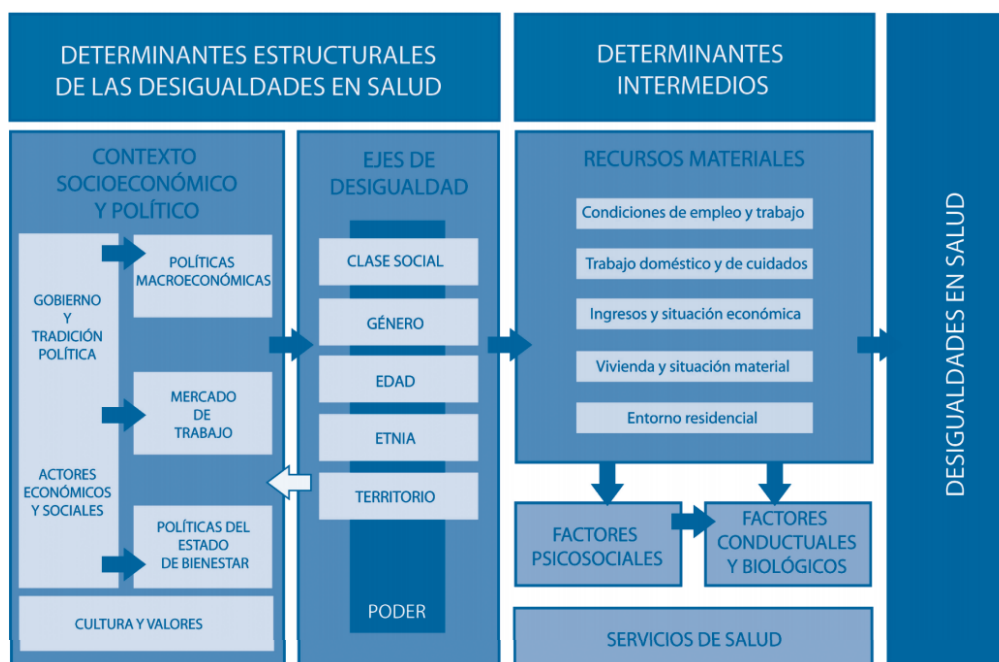 DETERMINANTES ESTRUCTURALES
DE LAS DESIGUALDADES EN SALUD
CONTEXTO
SOCIOECONÓMICO
Y POLÍTICO
GOBIERNO
Y
TRADICIÓN
POLÍTICA
ACTORES
ECONÓMICOS
Y SOCIALES
POLÍTICAS
MACROECONÓMICAS
MERCADO
DE
TRABAJO
POLÍTICAS DEL
ESTADO
DE BIENESTAR
CULTURA Y VALORES
EJES DE
DESIGUALDAD
CLASE SOCIAL
GÉNERO
EDAD
ETNIA
TERRITORIO
PODER
DETERMINANTES
INTERMEDIOS
RECURSOS MATERIALES
Condiciones de empleo y trabajo
Trabajo doméstico y de cuidados
Ingresos y situación económica
Vivienda y situación material
Entorno residencial
FACTORES
PSICOSOCIALES
FACTORES
CONDUCTUALES
Y BIOLÓGICOS
SERVICIOS DE SALUD
DESIGUALDADES EN SALUD